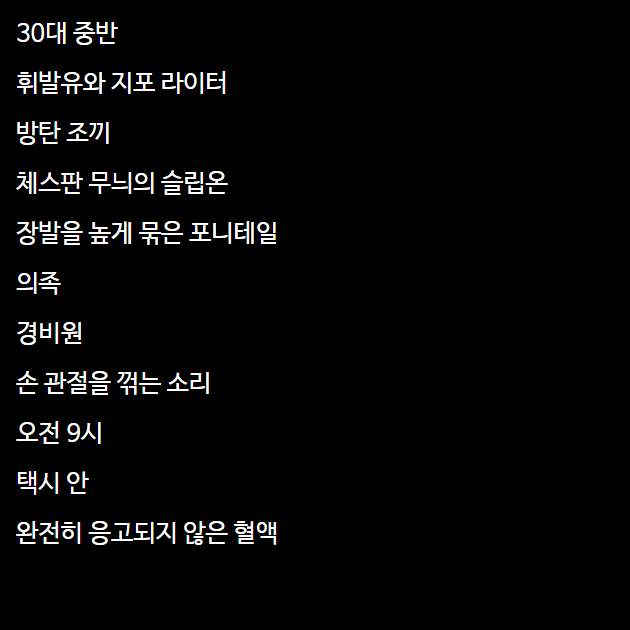 30대 중반
휘발유와 지포 라이터
방탄 조끼
체스판 무늬의 슬립온
장발을 높게 묶은 포니테일
의족
경비원
손 관절을 꺾는 소리
오전 9시
택시 안
완전히 응고되지 않은 혈액